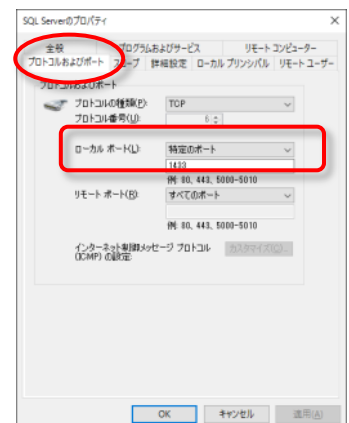 SQL Serverのプロパティ
全般 プログラムおよびサービス リモート コンピューター
プロトコルおよびポート スコープ 詳細設定 ローカル プリンシパル リモート ユーザー
プロトコルおよびポート
プロトコルの種類(P): TCP
プロトコル番号(U): 6
ローカル ポート(L): 特定のポート
1433
例: 80、443、5000-5010
リモート ポート(R): すべてのポート
例: 80、443、5000-5010
インターネット制御メッセージ プロトコル カスタマイズ(C)...
(ICMP) の設定:
OK キャンセル 適用(A)